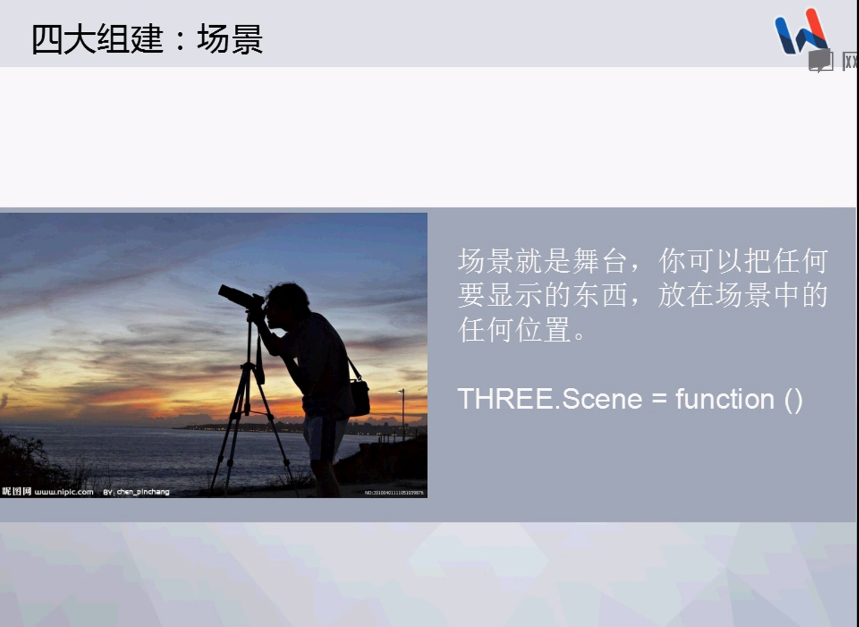 四大组建：场景
场景就是舞台，你可以把任何
要显示的东西，放在场景中的
任何位置。
THREE.Scene = function ()
昵图网 www.nipic.com By: chen_pinchang